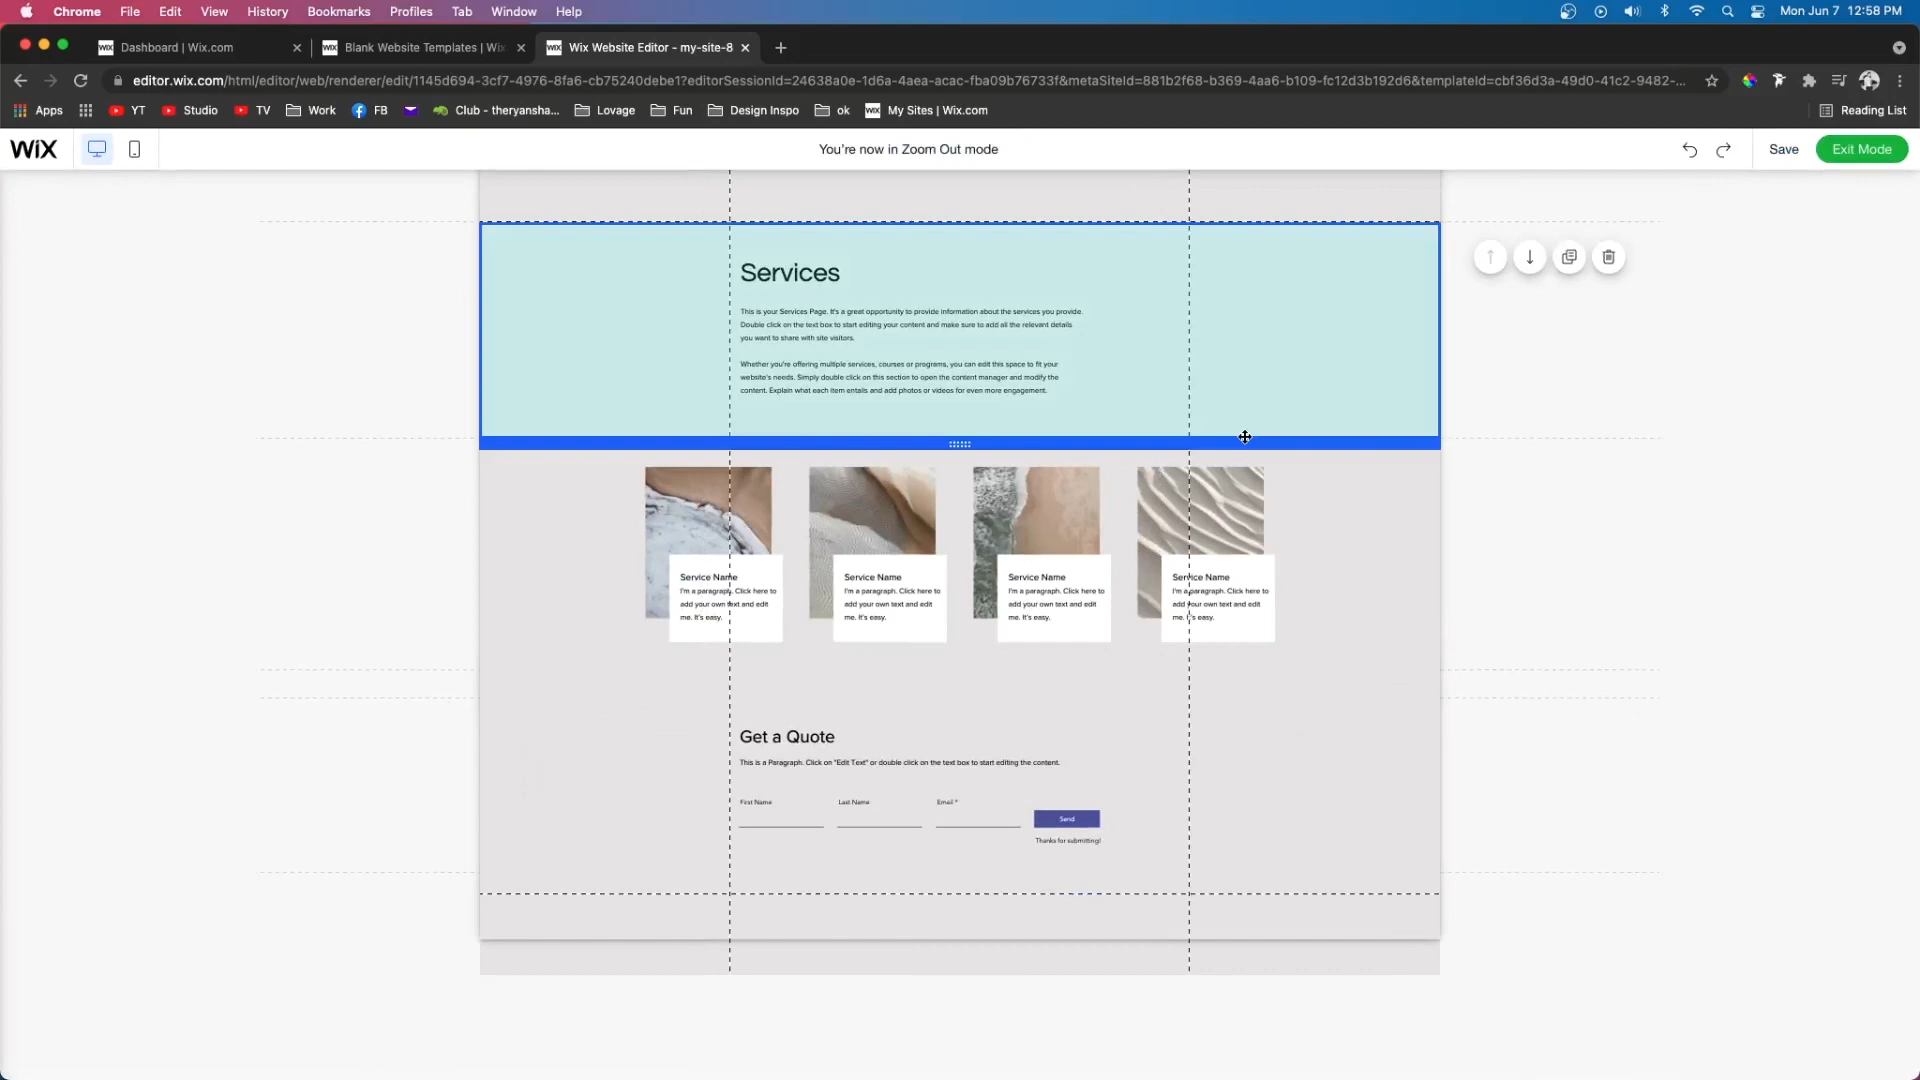 Chrome File Edit View History Bookmarks Profiles Tab Window Help Mon Jun 7 12:58 PM
Dashboard | Wix.com Blank Website Templates | Wi Wix Website Editor - my-site-8
editor.wix.com/html/editor/web/renderer/edit/1145d694-3cf7-4976-8fa6-cb75240debe1?editorSessionId=24638a0e-1d6a-4aea-acac-fba09b76733f&metaSiteId=881b2f68-b369-4aa6-b109-fc12d3b192d6&templateId=cbf36d3a-49d0-41c2-9482-...
Apps YT Studio TV Work FB Club - theryansha... Lovage Fun Design Inspo ok My Sites | Wix.com Reading List
WiX You're now in Zoom Out mode Save Exit Mode
Services
This is your Services Page. It's a great opportunity to provide information about the services you provide.
Double click on the text box to start editing your content and make sure to add all the relevant details
you want to share with site visitors.
Whether you're offering multiple services, courses or programs, you can edit this space to fit your
website's needs. Simply double click on this section to open the content manager and modify the
content. Explain what each item entails and add photos or videos for even more engagement.
Service Name
I'm a paragraph. Click here to
add your own text and edit
me. It's easy.
Service Name
I'm a paragraph. Click here to
add your own text and edit
me. It's easy.
Service Name
I'm a paragraph. Click here to
add your own text and edit
me. It's easy.
Service Name
I'm a paragraph. Click here to
add your own text and edit
me. It's easy.
Get a Quote
This is a Paragraph. Click on "Edit Text" or double click on the text box to start editing the content.
First Name Last Name Email *
Send
Thanks for submitting!